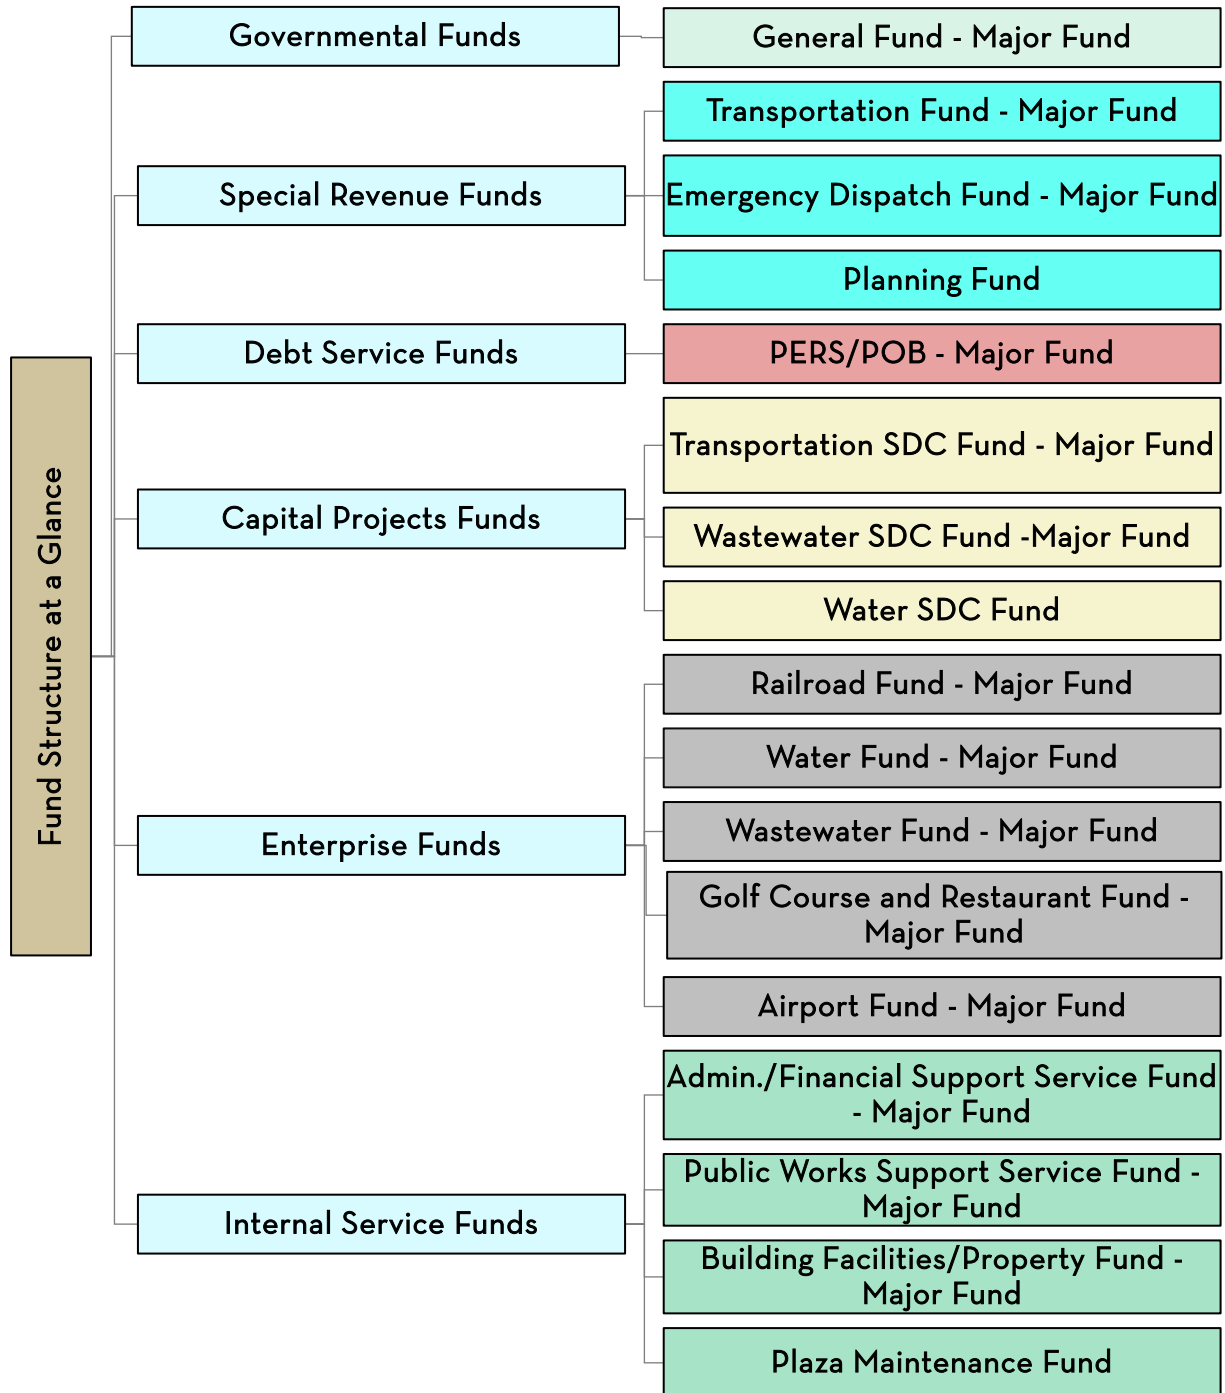 Fund Structure at a Glance
Governmental Funds
General Fund - Major Fund
Special Revenue Funds
Transportation Fund - Major Fund
Emergency Dispatch Fund - Major Fund
Planning Fund
Debt Service Funds
PERS/POB - Major Fund
Capital Projects Funds
Transportation SDC Fund - Major Fund
Wastewater SDC Fund -Major Fund
Water SDC Fund
Enterprise Funds
Railroad Fund - Major Fund
Water Fund - Major Fund
Wastewater Fund - Major Fund
Golf Course and Restaurant Fund -
Major Fund
Airport Fund - Major Fund
Internal Service Funds
Admin./Financial Support Service Fund
- Major Fund
Public Works Support Service Fund -
Major Fund
Building Facilities/Property Fund -
Major Fund
Plaza Maintenance Fund